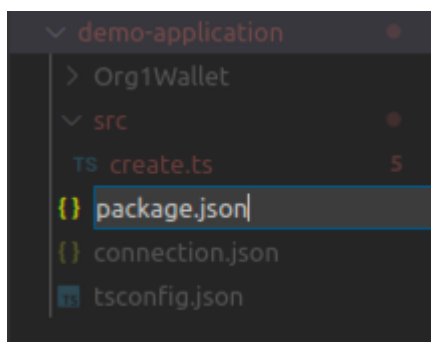 demo-application
Org1Wallet
src
TS create.ts 5
{} package.json
{} connection.json
TS tsconfig.json